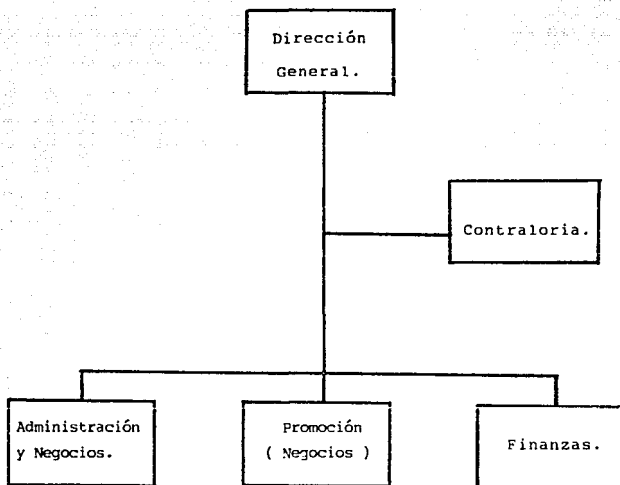 Dirección
General.
Contraloria.
Administración
y Negocios.
Promoción
( Negocios )
Finanzas.